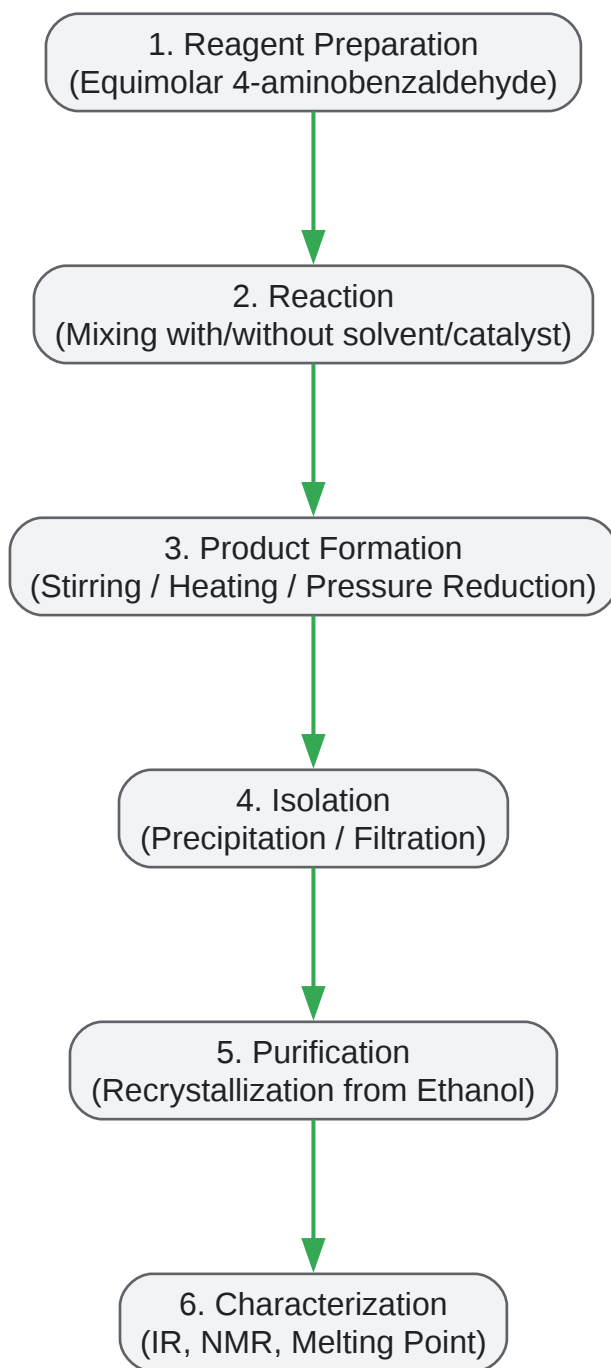 1. Reagent Preparation
(Equimolar 4-aminobenzaldehyde)
2. Reaction
(Mixing with/without solvent/catalyst)
3. Product Formation
(Stirring / Heating / Pressure Reduction)
4. Isolation
(Precipitation / Filtration)
5. Purification
(Recrystallization from Ethanol)
6. Characterization
(IR, NMR, Melting Point)